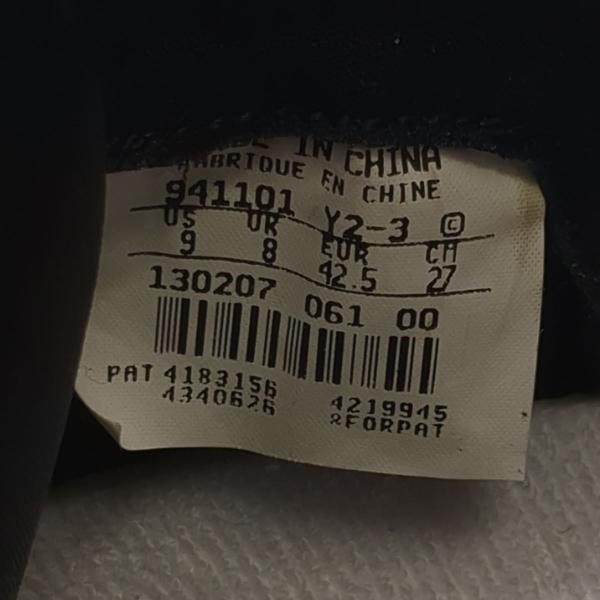 IN CHINA
FABRIQUE EN CHINE
941101 Y2-3 ©
US UK EUR CM
9 8 42.5 27
130207 061 00
PAT 4183156 4219945
4340626 &FORPAT